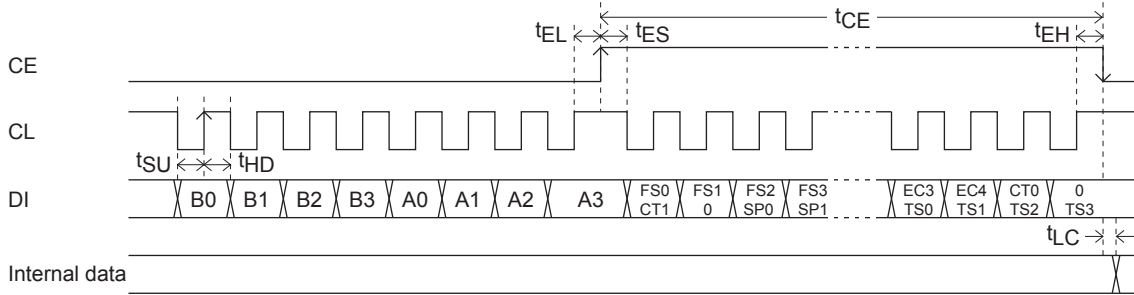 tCE
tEL tES tEH
CE
CL
tSU tHD
DI B0 B1 B2 B3 A0 A1 A2 A3 FS0 CT1 FS1 0 FS2 SP0 FS3 SP1 EC3 TS0 EC4 TS1 CT0 TS2 0 TS3
tLC
Internal data